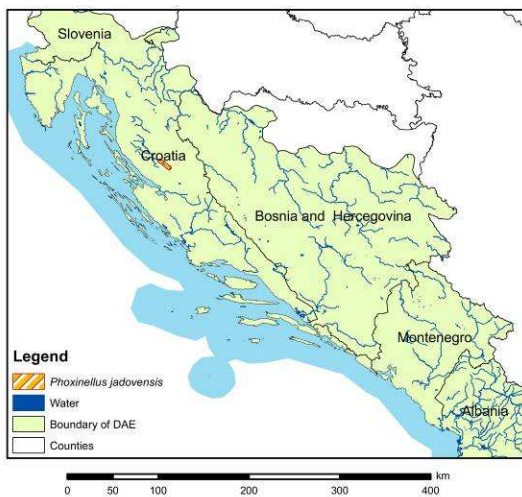 Slovenia
Croatia
Bosnia and Hercegovina
Montenegro
Albania
Legend
Phoxinellus jadovensis
Water
Boundary of DAE
Counties
km
0 50 100 200 300 400